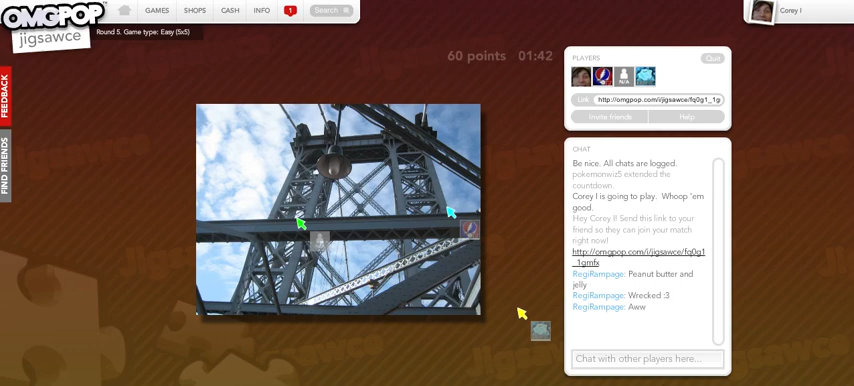 OMGPOP
GAMES
SHOPS
CASH
INFO
1
Search
Corey I
jigsawce
Round 5. Game type: Easy (5x5)
60 points 01:42
FEEDBACK
FIND FRIENDS
PLAYERS
Quit
N/A
Link http://omgpop.com/i/jigsawce/fq0g1_1g
Invite friends
Help
CHAT
Be nice. All chats are logged.
pokemonwiz5 extended the
countdown.
Corey I is going to play. Whoop 'em
good.
Hey Corey I! Send this link to your
friend so they can join your match
right now!
http://omgpop.com/i/jigsawce/fq0g1
_1gmfx
RegiRampage: Peanut butter and
jelly
RegiRampage: Wrecked :3
RegiRampage: Aww
Chat with other players here...